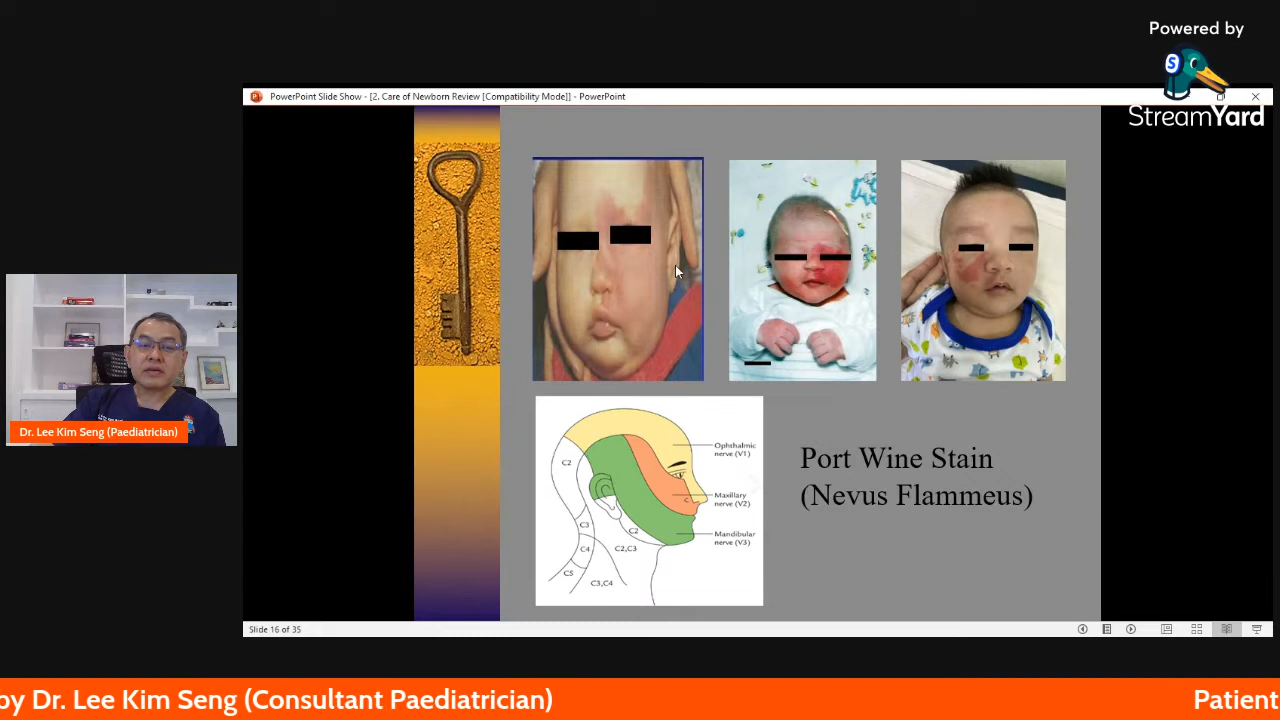 Powered by
S
StreamYard
PowerPoint Slide Show - [2. Care of Newborn Review [Compatibility Mode]] - PowerPoint
Ophthalmic
nerve (V1)
Maxillary
nerve (V2)
Mandibular
nerve (V3)
C2
C3
C4
C5
C2
C2,C3
C3,C4
Port Wine Stain
(Nevus Flammeus)
Dr. Lee Kim Seng (Paediatrician)
Slide 16 of 35
by Dr. Lee Kim Seng (Consultant Paediatrician)
Patient